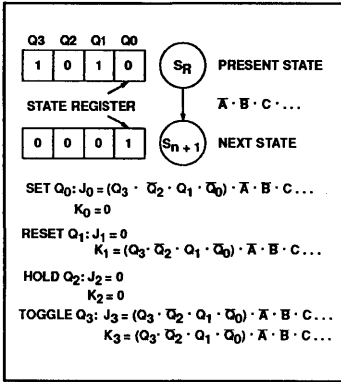 Q3 Q2 Q1 Q0
1 0 1 0 SR PRESENT STATE
STATE REGISTER A̅ · B̅ · C · ...
0 0 0 1 Sn + 1 NEXT STATE
SET Q0: J0 = (Q3 · Q̅2 · Q1 · Q̅0) · A̅ · B̅ · C ...
K0 = 0
RESET Q1: J1 = 0
K1 = (Q3 · Q̅2 · Q1 · Q̅0) · A̅ · B̅ · C ...
HOLD Q2: J2 = 0
K2 = 0
TOGGLE Q3: J3 = (Q3 · Q̅2 · Q1 · Q̅0) · A̅ · B̅ · C ...
K3 = (Q3 · Q̅2 · Q1 · Q̅0) · A̅ · B̅ · C ...